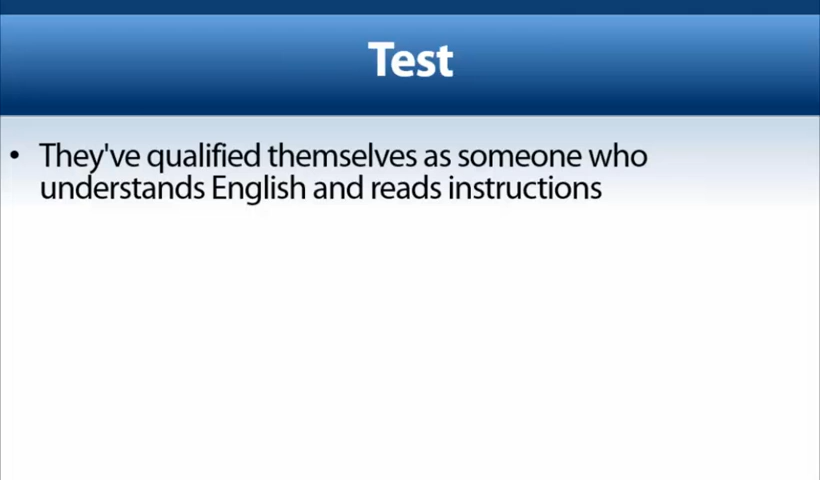 Test
• They've qualified themselves as someone who
understands English and reads instructions